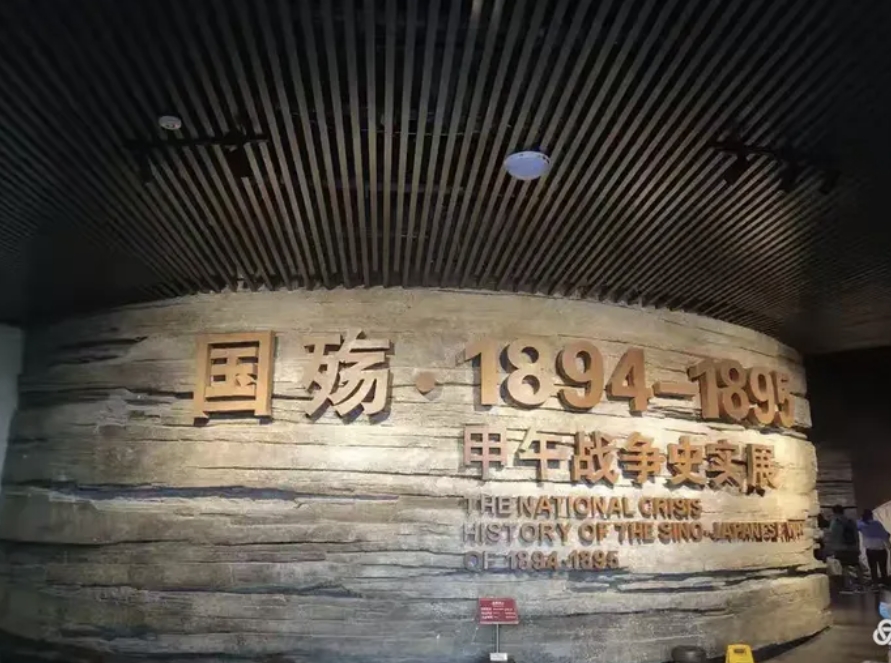 国殇·1894-1895
甲午战争史实展
THE NATIONAL CRISIS
HISTORY OF THE SINO-JAPANESE WAR
OF 1894-1895